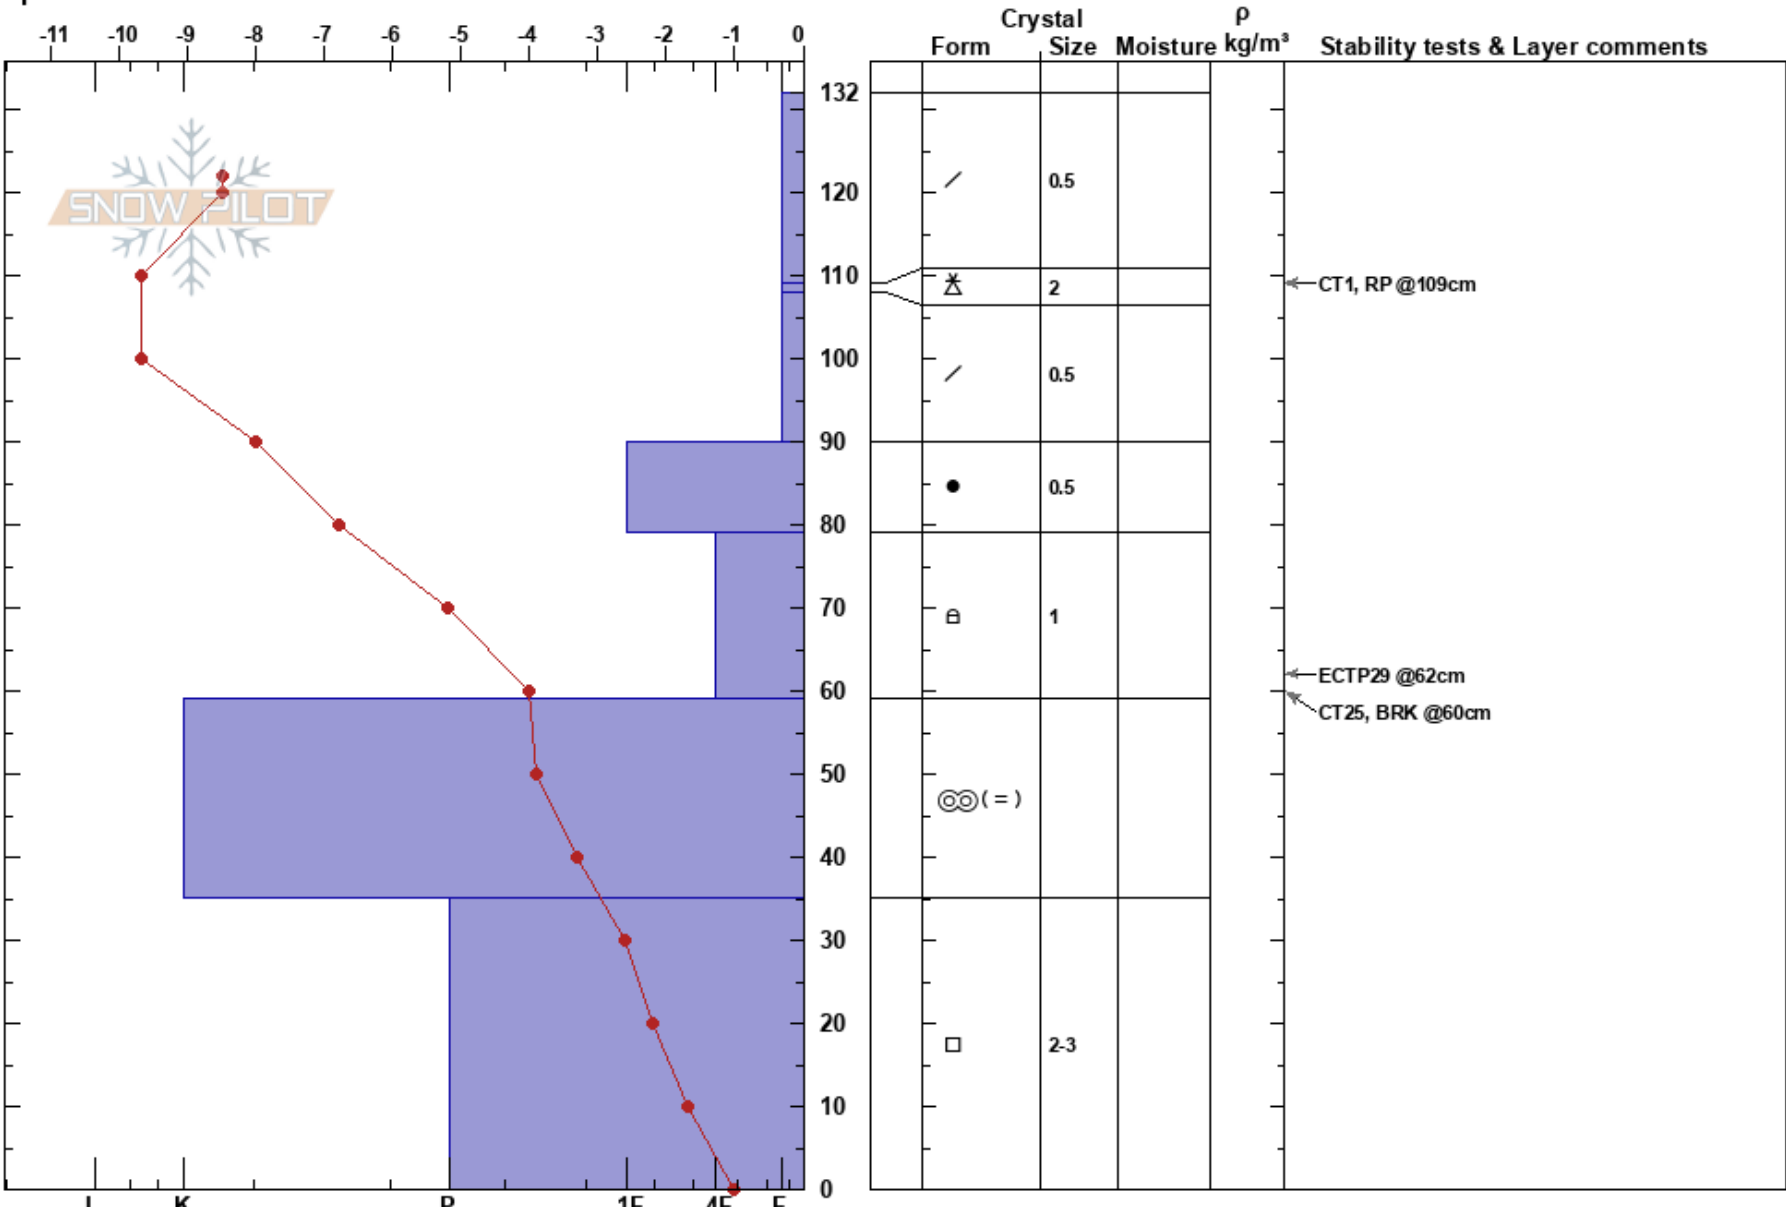 Crystal ρ
-11 -10 -9 -8 -7 -6 -5 -4 -3 -2 -1 0 Form Size Moisture kg/m³ Stability tests & Layer comments
132
/ 0.5
SNOW PILOT
120
110
2 CT1, RP @109cm
100
/ 0.5
90
● 0.5
80
70
1
ECTP29 @62cm
60
CT25, BRK @60cm
50
( = )
40
30
20
□ 2-3
10
0
I K P 1F 4F F